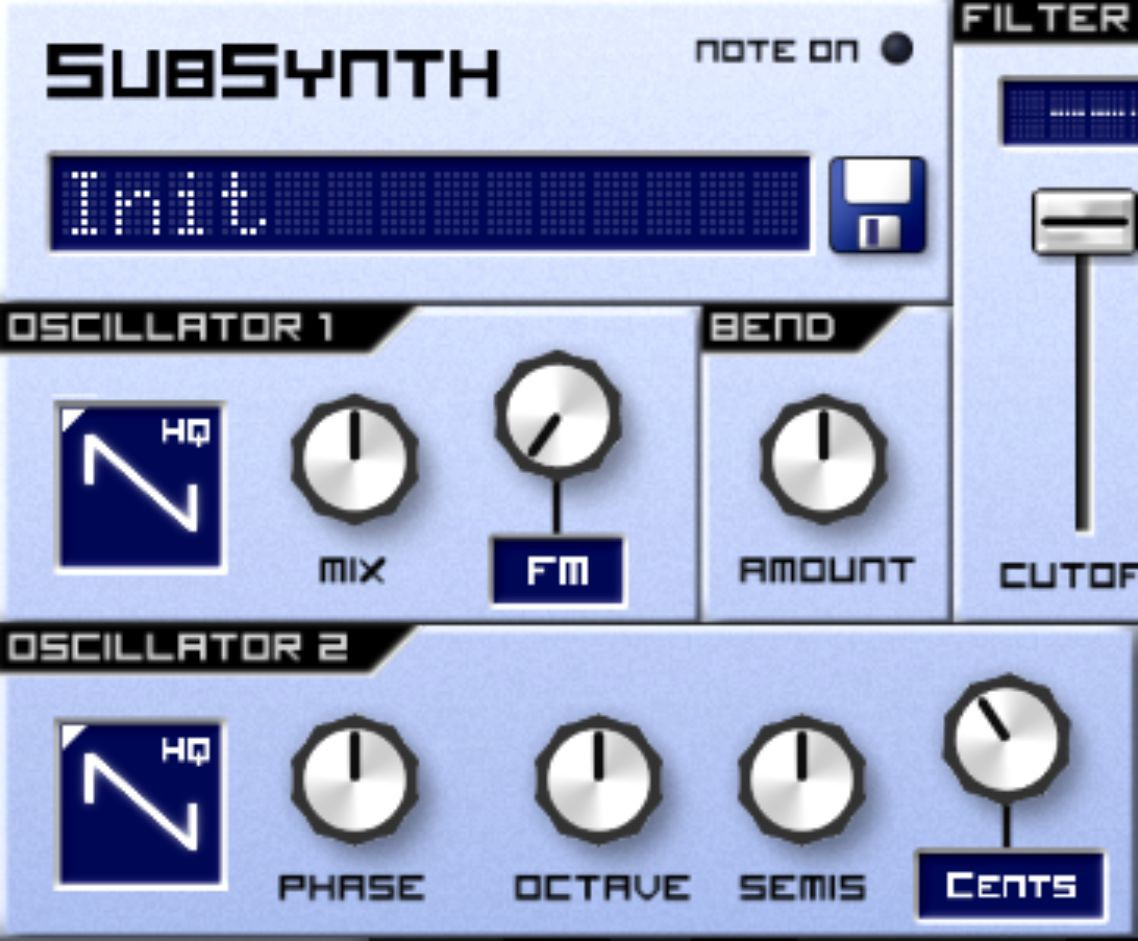 SubSynth
NOTE ON
FILTER
Init
OSCILLATOR 1
BEND
HQ
MIX
FM
AMOUNT
CUTOF
OSCILLATOR 2
HQ
PHASE
OCTAVE
SEMIS
Cents